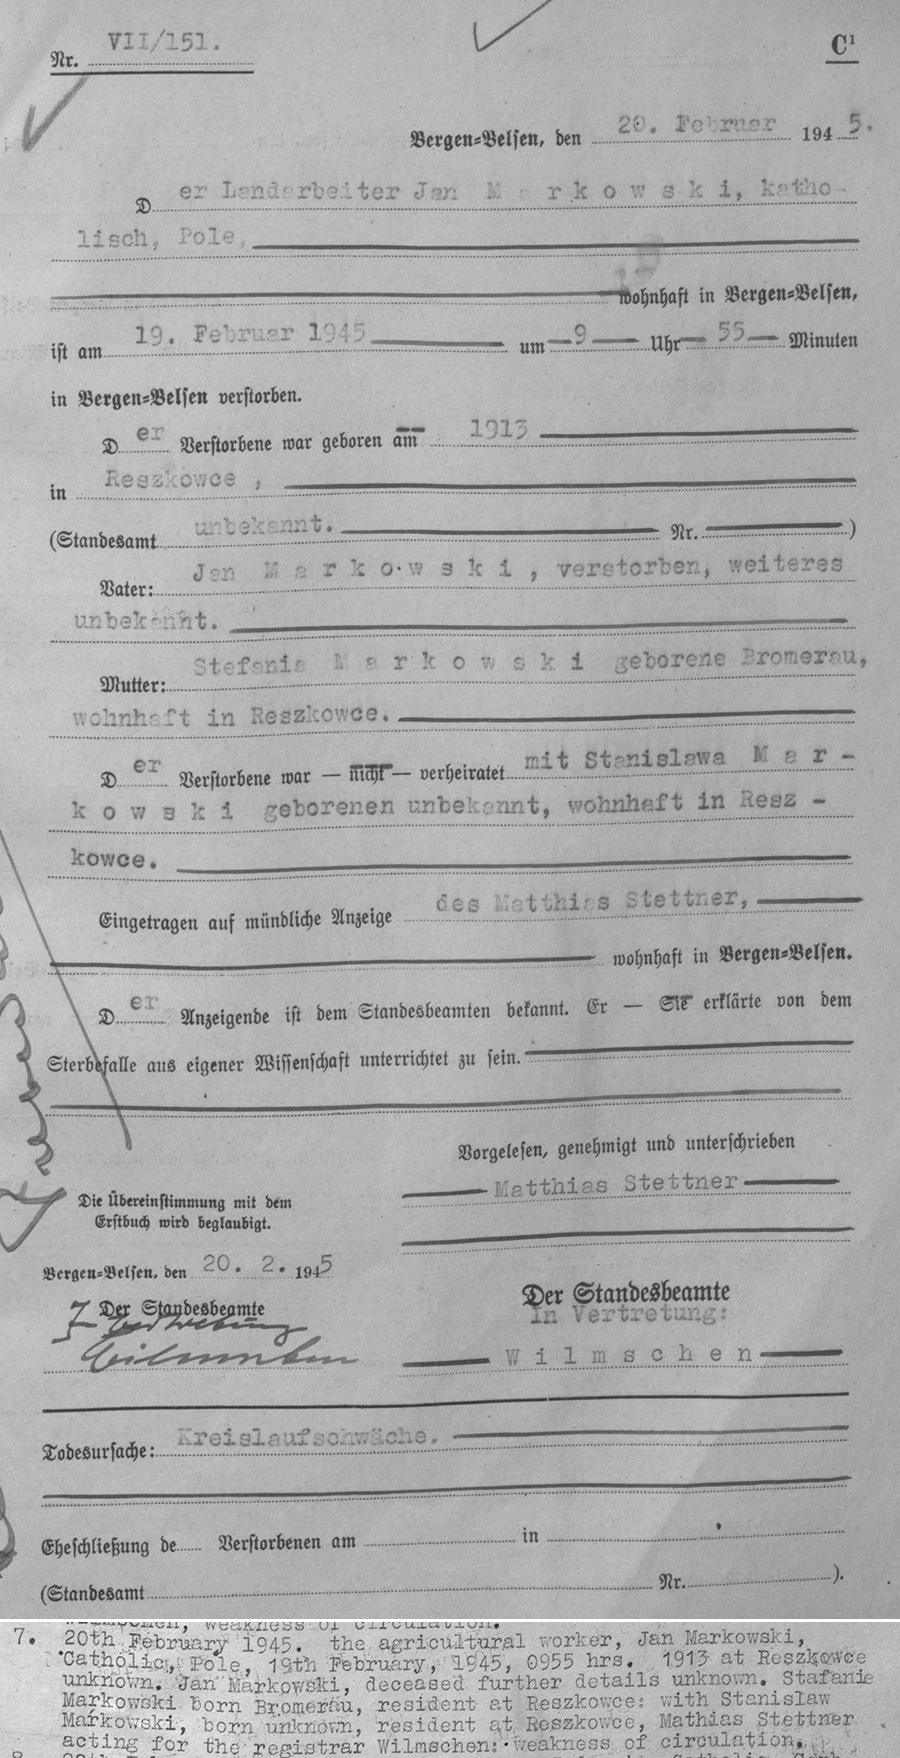 Nr. VII/151.
C¹
Bergen=Belsen, den 20. Februar 1945.
Der Landarbeiter Jan Markowski, katho-
lisch, Pole,
wohnhaft in Bergen=Belsen,
ist am 19. Februar 1945 um 9 Uhr 55 Minuten
in Bergen=Belsen verstorben.
Der Verstorbene war geboren am 1913
in Reszkowce ,
(Standesamt unbekannt. Nr. )
Vater: Jan Markowski, verstorben, weiteres
unbekannt.
Mutter: Stefania Markowski geborene Bromerau,
wohnhaft in Reszkowce.
Der Verstorbene war — nicht — verheiratet mit Stanislawa Mar-
kowski geborenen unbekannt, wohnhaft in Resz -
kowce.
Eingetragen auf mündliche Anzeige des Matthias Stettner,
wohnhaft in Bergen=Belsen.
Der Anzeigende ist dem Standesbeamten bekannt. Er — Sie erklärte von dem
Sterbefalle aus eigener Wissenschaft unterrichtet zu sein.
Vorgelesen, genehmigt und unterschrieben
Matthias Stettner
Die Übereinstimmung mit dem
Erstbuch wird beglaubigt.
Bergen=Belsen, den 20. 2. 1945
Der Standesbeamte
Der Standesbeamte
In Vertretung:
Wilmschen
Todesursache: Kreislaufschwäche.
Eheschließung de Verstorbenen am in
(Standesamt Nr. ).
Wilmschen, weakness of circulation.
7. 20th February 1945. the agricultural worker, Jan Markowski,
Catholic, Pole, 19th February, 1945, 0955 hrs. 1913 at Reszkowce
unknown. Jan Markowski, deceased further details unknown. Stafanie
Markowski born Bromerau, resident at Reszkowce: with Stanislaw
Markowski, born unknown, resident at Reszkowce, Mathias Stettner
acting for the registrar Wilmschen: weakness of circulation.